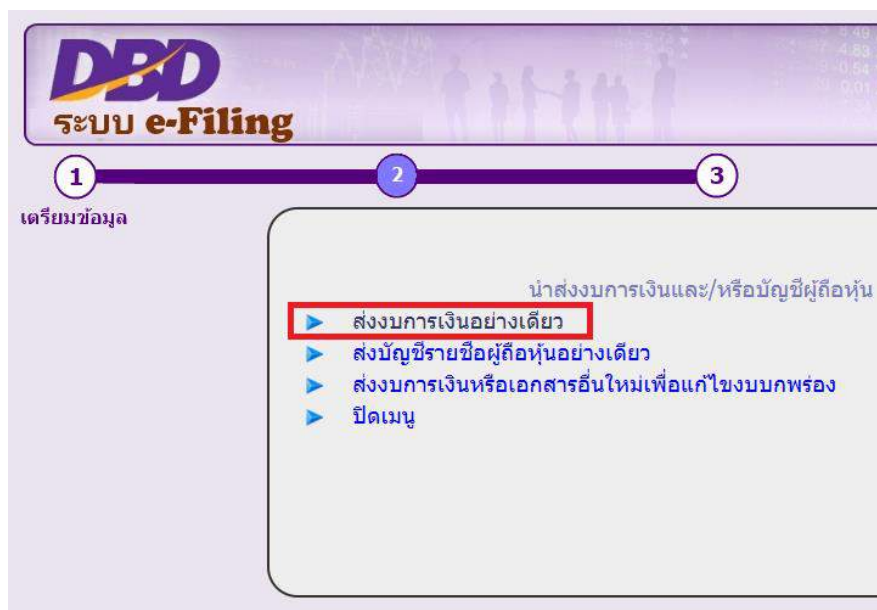 DBD
ระบบ e-Filing
1 2 3
เตรียมข้อมูล
นำส่งงบการเงินและ/หรือบัญชีผู้ถือหุ้น
ส่งงบการเงินอย่างเดียว
ส่งบัญชีรายชื่อผู้ถือหุ้นอย่างเดียว
ส่งงบการเงินหรือเอกสารอื่นใหม่เพื่อแก้ไขงบบกพร่อง
ปิดเมนู